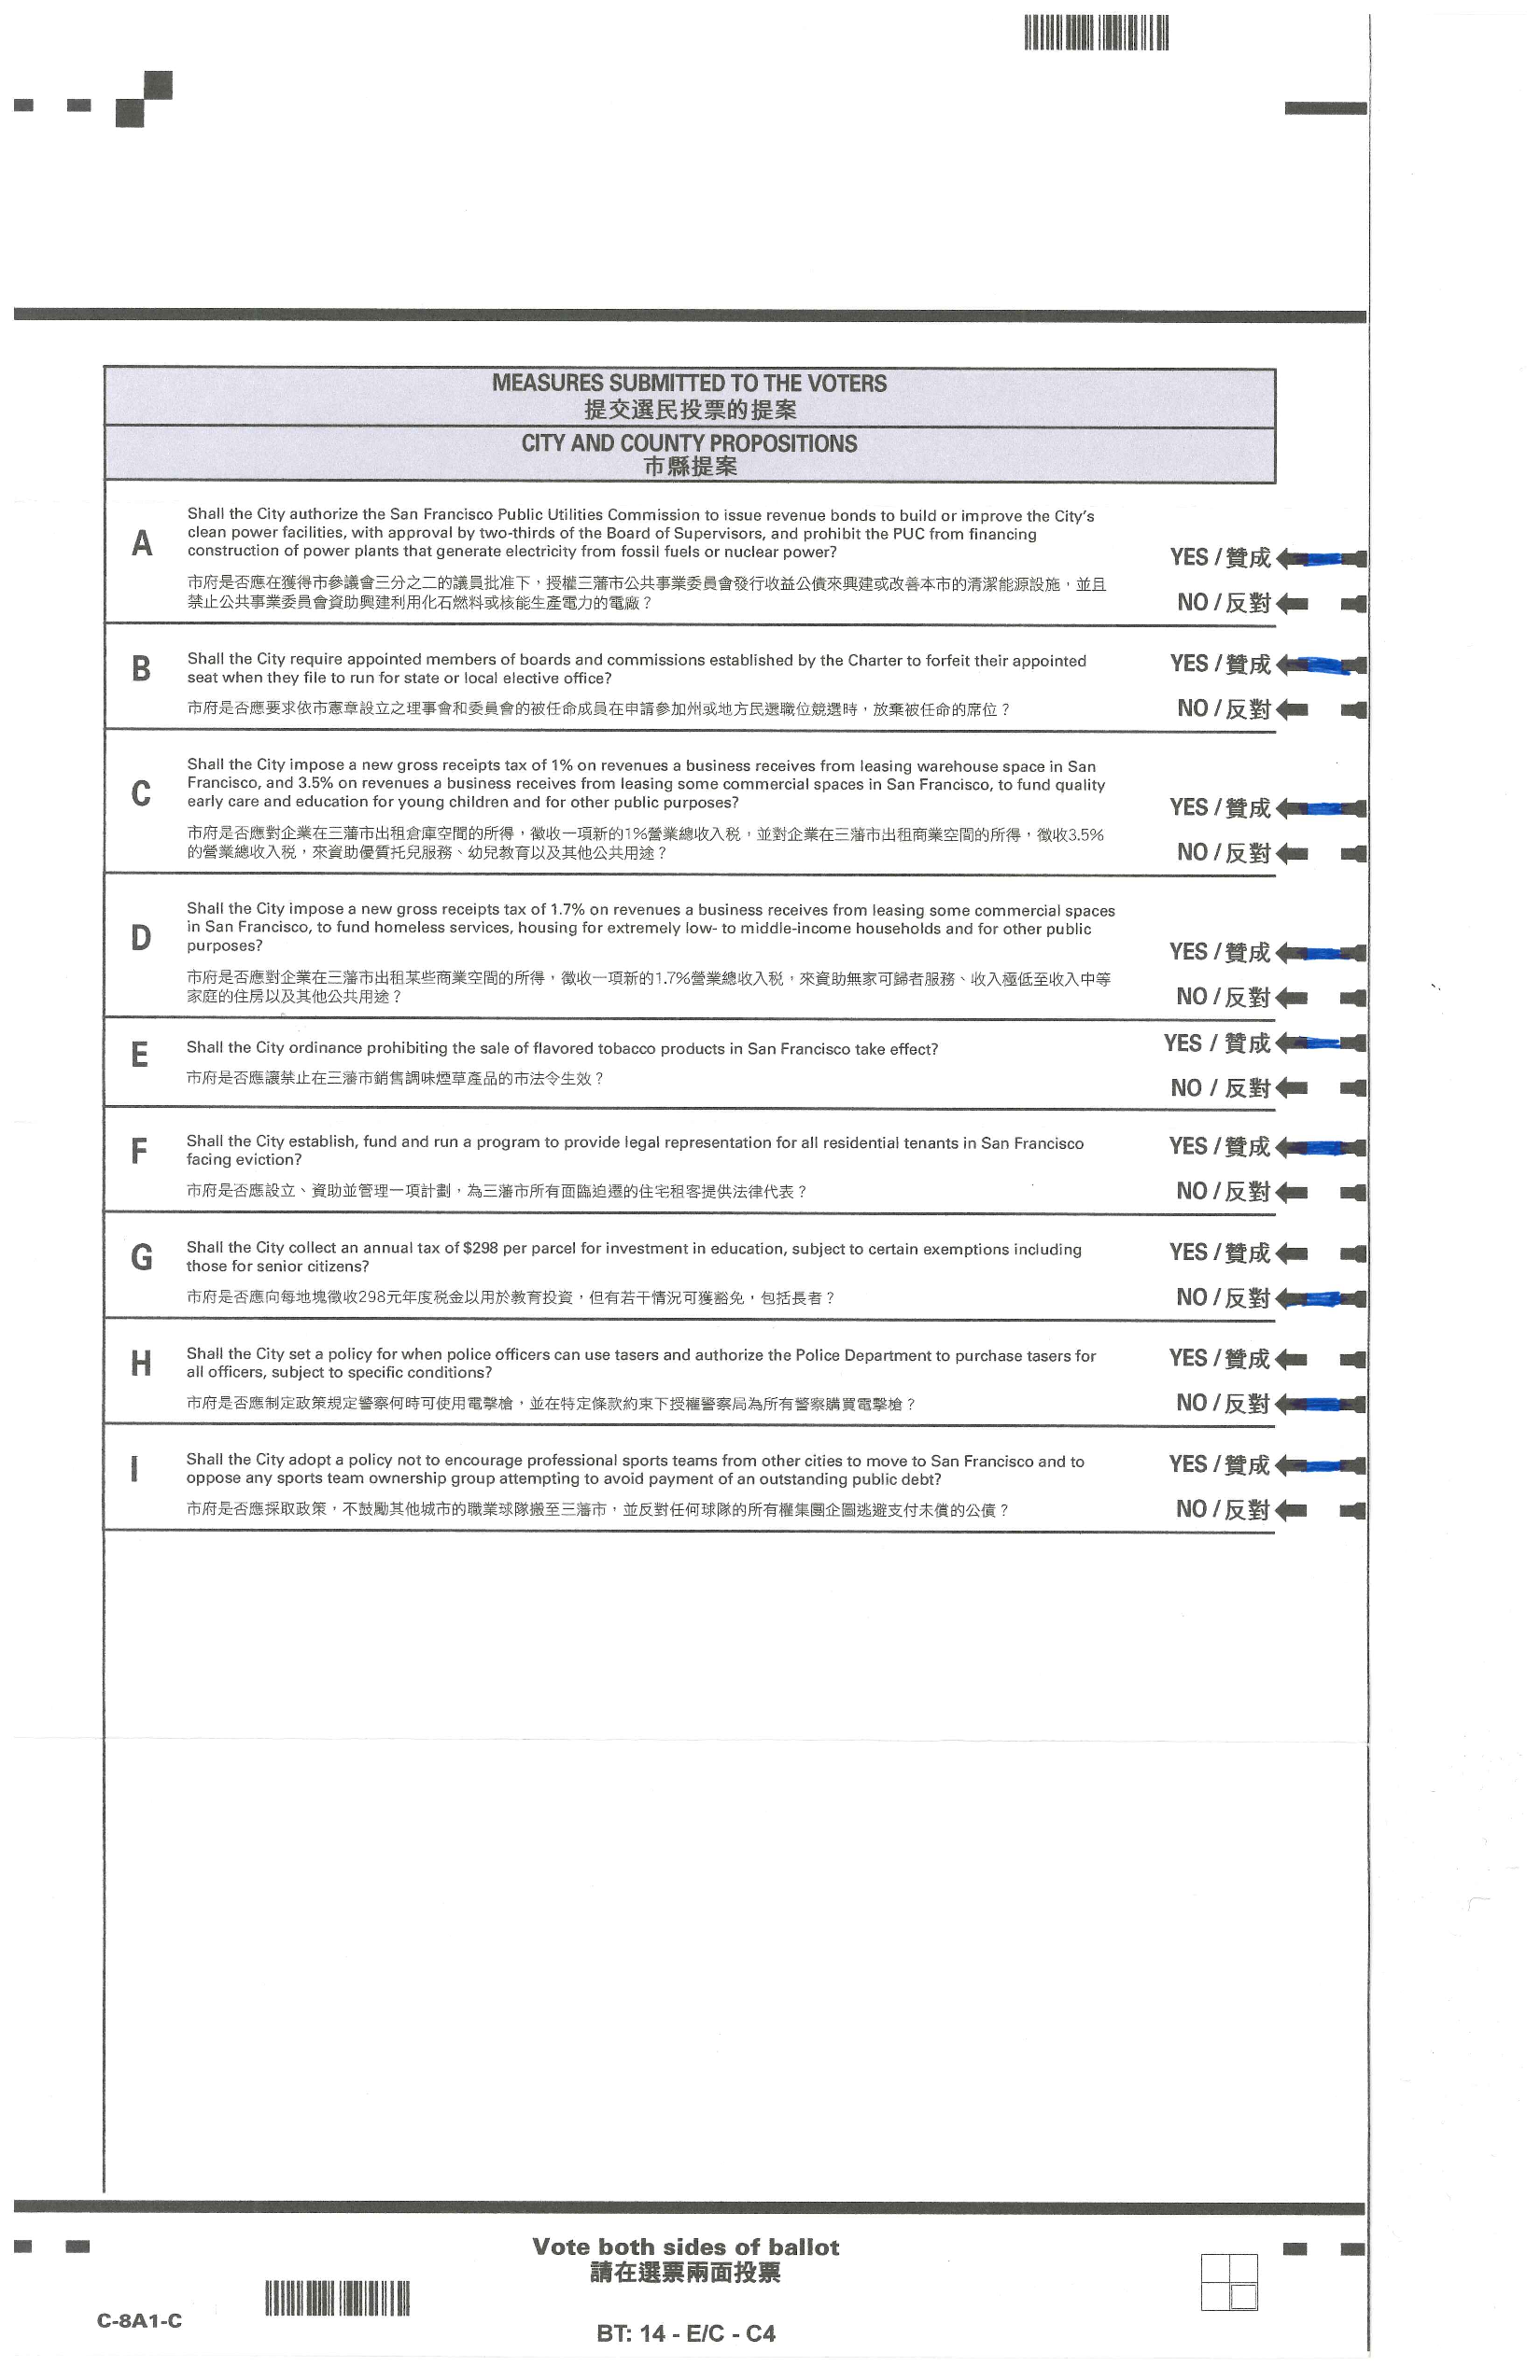 MEASURES SUBMITTED TO THE VOTERS
提交選民投票的提案
CITY AND COUNTY PROPOSITIONS
市縣提案
A
Shall the City authorize the San Francisco Public Utilities Commission to issue revenue bonds to build or improve the City's
clean power facilities, with approval by two-thirds of the Board of Supervisors, and prohibit the PUC from financing
construction of power plants that generate electricity from fossil fuels or nuclear power?
市府是否應在獲得市參議會三分之二的議員批准下，授權三藩市公共事業委員會發行收益公債來興建或改善本市的清潔能源設施，並且
禁止公共事業委員會資助興建利用化石燃料或核能生產電力的電廠？
YES / 贊成
NO / 反對
B
Shall the City require appointed members of boards and commissions established by the Charter to forfeit their appointed
seat when they file to run for state or local elective office?
市府是否應要求依市憲章設立之理事會和委員會的被任命成員在申請參加州或地方民選職位競選時，放棄被任命的席位？
YES / 贊成
NO / 反對
C
Shall the City impose a new gross receipts tax of 1% on revenues a business receives from leasing warehouse space in San
Francisco, and 3.5% on revenues a business receives from leasing some commercial spaces in San Francisco, to fund quality
early care and education for young children and for other public purposes?
市府是否應對企業在三藩市出租倉庫空間的所得，徵收一項新的1%營業總收入税，並對企業在三藩市出租商業空間的所得，徵收3.5%
的營業總收入税，來資助優質托兒服務、幼兒教育以及其他公共用途？
YES / 贊成
NO / 反對
D
Shall the City impose a new gross receipts tax of 1.7% on revenues a business receives from leasing some commercial spaces
in San Francisco, to fund homeless services, housing for extremely low- to middle-income households and for other public
purposes?
市府是否應對企業在三藩市出租某些商業空間的所得，徵收一項新的1.7%營業總收入税，來資助無家可歸者服務、收入極低至收入中等
家庭的住房以及其他公共用途？
YES / 贊成
NO / 反對
E
Shall the City ordinance prohibiting the sale of flavored tobacco products in San Francisco take effect?
市府是否應讓禁止在三藩市銷售調味煙草產品的市法令生效？
YES / 贊成
NO / 反對
F
Shall the City establish, fund and run a program to provide legal representation for all residential tenants in San Francisco
facing eviction?
市府是否應設立、資助並管理一項計劃，為三藩市所有面臨迫遷的住宅租客提供法律代表？
YES / 贊成
NO / 反對
G
Shall the City collect an annual tax of $298 per parcel for investment in education, subject to certain exemptions including
those for senior citizens?
市府是否應向每地塊徵收298元年度税金以用於教育投資，但有若干情況可獲豁免，包括長者？
YES / 贊成
NO / 反對
H
Shall the City set a policy for when police officers can use tasers and authorize the Police Department to purchase tasers for
all officers, subject to specific conditions?
市府是否應制定政策規定警察何時可使用電擊槍，並在特定條款約束下授權警察局為所有警察購買電擊槍？
YES / 贊成
NO / 反對
I
Shall the City adopt a policy not to encourage professional sports teams from other cities to move to San Francisco and to
oppose any sports team ownership group attempting to avoid payment of an outstanding public debt?
市府是否應採取政策，不鼓勵其他城市的職業球隊搬至三藩市，並反對任何球隊的所有權集團企圖逃避支付未償的公債？
YES / 贊成
NO / 反對
Vote both sides of ballot
請在選票兩面投票
C-8A1-C
BT: 14 - E/C - C4